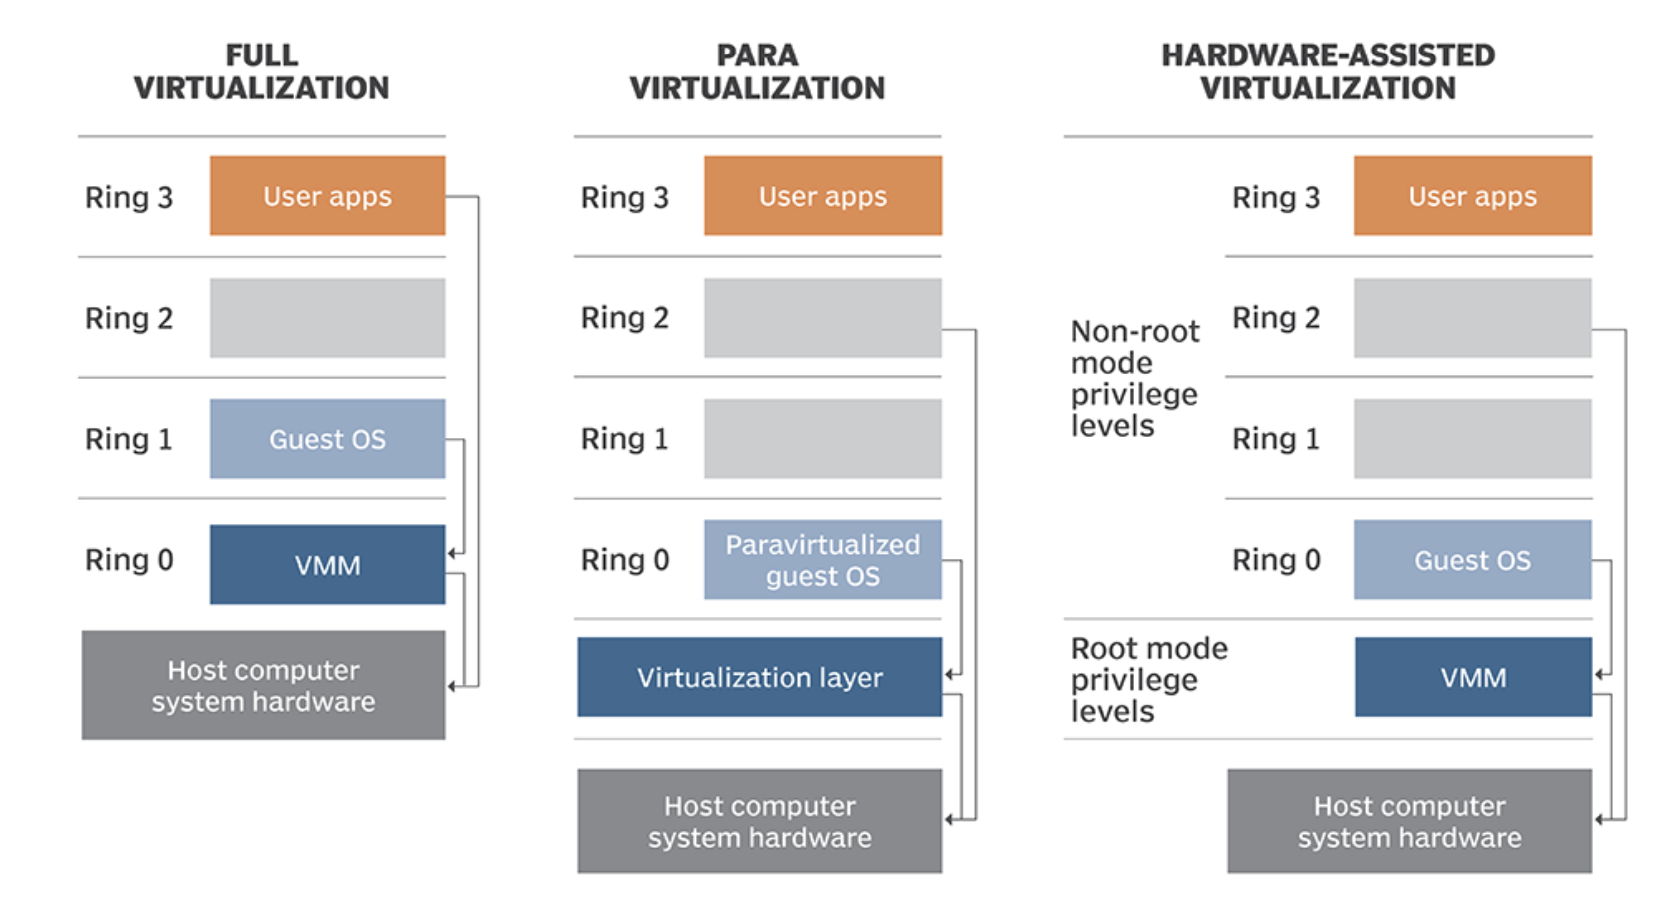 FULL
VIRTUALIZATION
Ring 3
User apps
Ring 2
Ring 1
Guest OS
Ring 0
VMM
Host computer
system hardware
PARA
VIRTUALIZATION
Ring 3
User apps
Ring 2
Ring 1
Ring 0
Paravirtualized
guest OS
Virtualization layer
Host computer
system hardware
HARDWARE-ASSISTED
VIRTUALIZATION
Non-root
mode
privilege
levels
Ring 3
User apps
Ring 2
Ring 1
Ring 0
Guest OS
Root mode
privilege
levels
VMM
Host computer
system hardware